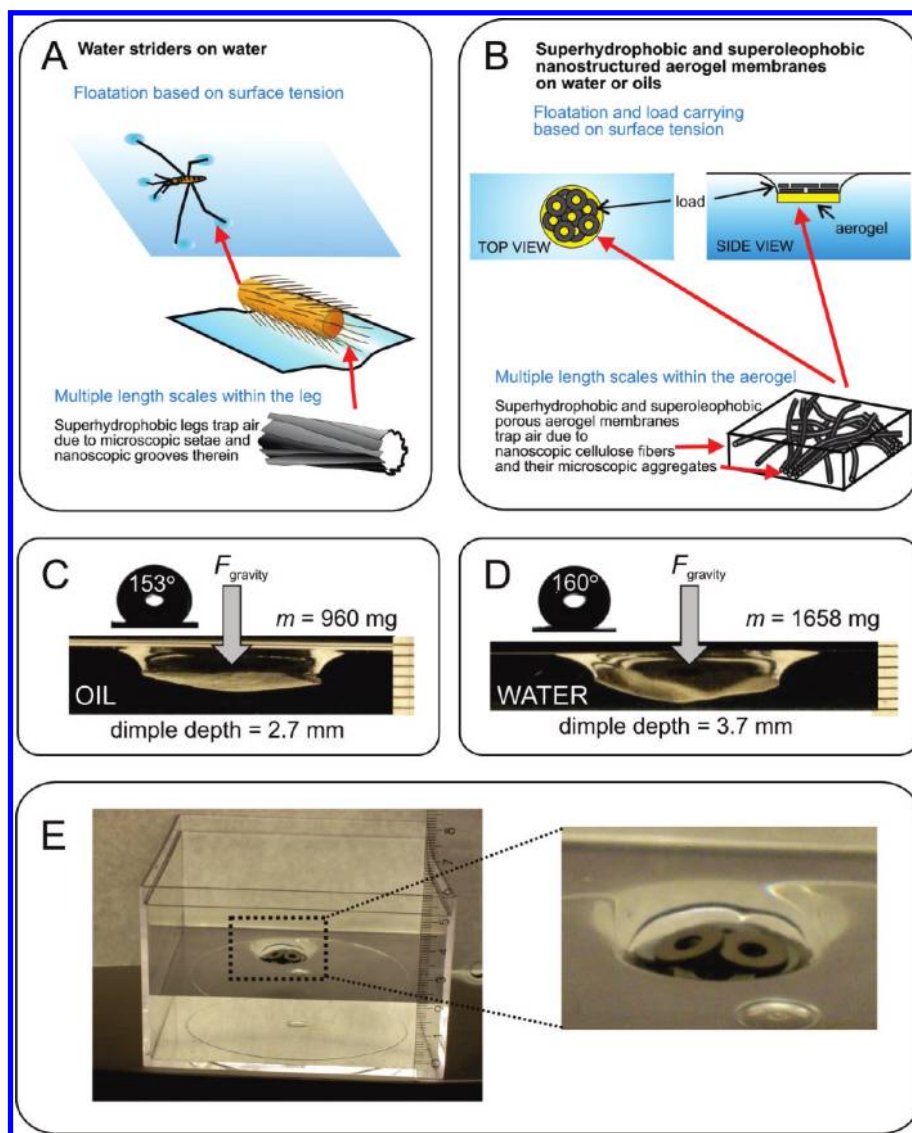 A Water striders on water
Floatation based on surface tension
Multiple length scales within the leg
Superhydrophobic legs trap air
due to microscopic setae and
nanoscopic grooves therein
B Superhydrophobic and superoleophobic
nanostructured aerogel membranes
on water or oils
Floatation and load carrying
based on surface tension
load
aerogel
TOP VIEW
SIDE VIEW
Multiple length scales within the aerogel
Superhydrophobic and superoleophobic
porous aerogel membranes
trap air due to
nanoscopic cellulose fibers
and their microscopic aggregates
C
153°
Fgravity
m = 960 mg
OIL
dimple depth = 2.7 mm
D
160°
Fgravity
m = 1658 mg
WATER
dimple depth = 3.7 mm
E